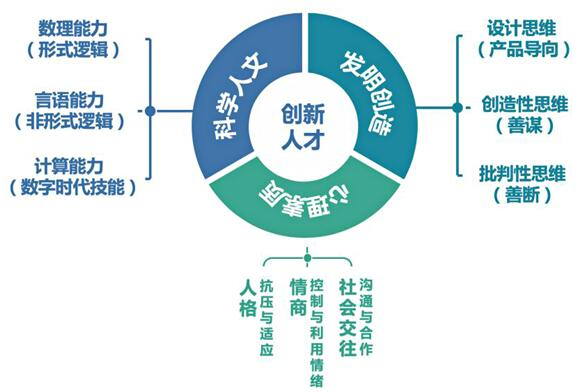 数理能力
（形式逻辑）
言语能力
（非形式逻辑）
计算能力
（数字时代技能）
科学人文
发明创造
心理素质
创新
人才
设计思维
（产品导向）
创造性思维
（善谋）
批判性思维
（善断）
人格
抗压与适应
情商
控制与利用情绪
社会交往
沟通与合作